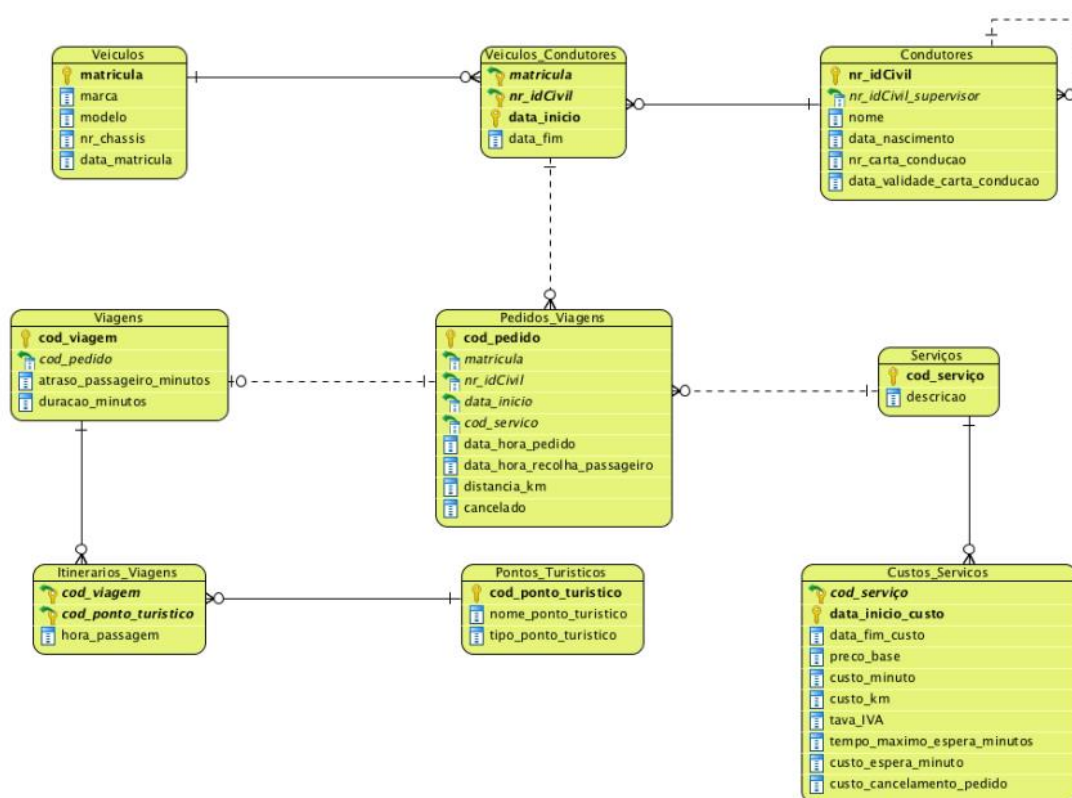 Veiculos
matricula
marca
modelo
nr_chassis
data_matricula
Veiculos_Condutores
matricula
nr_idCivil
data_inicio
data_fim
Condutores
nr_idCivil
nr_idCivil_supervisor
nome
data_nascimento
nr_carta_conducao
data_validade_carta_conducao
Viagens
cod_viagem
cod_pedido
atraso_passageiro_minutos
duracao_minutos
Pedidos_Viagens
cod_pedido
matricula
nr_idCivil
data_inicio
cod_servico
data_hora_pedido
data_hora_recolha_passageiro
distancia_km
cancelado
Serviços
cod_serviço
descricao
Itinerarios_Viagens
cod_viagem
cod_ponto_turistico
hora_passagem
Pontos_Turisticos
cod_ponto_turistico
nome_ponto_turistico
tipo_ponto_turistico
Custos_Servicos
cod_serviço
data_inicio_custo
data_fim_custo
preco_base
custo_minuto
custo_km
tava_IVA
tempo_maximo_espera_minutos
custo_espera_minuto
custo_cancelamento_pedido